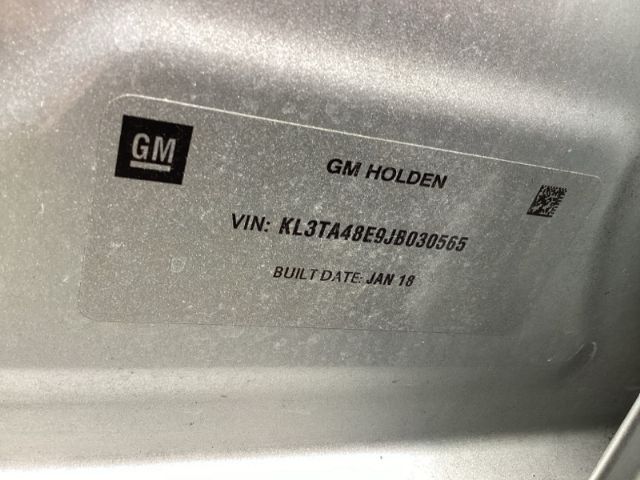 GM
GM HOLDEN
VIN: KL3TA48E9JB030565
BUILT DATE: JAN 18